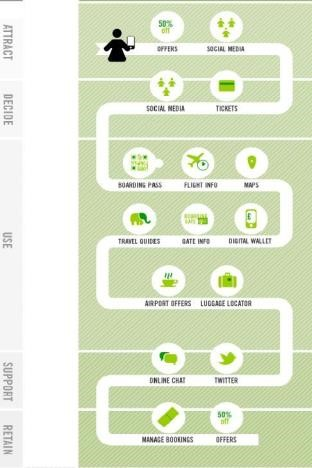 ATTRACT
50%
off
OFFERS
SOCIAL MEDIA
DECIDE
SOCIAL MEDIA
TICKETS
USE
BOARDING PASS
FLIGHT INFO
MAPS
BOARDING
GATE
£
TRAVEL GUIDES
GATE INFO
DIGITAL WALLET
AIRPORT OFFERS
LUGGAGE LOCATOR
SUPPORT
ONLINE CHAT
TWITTER
RETAIN
50%
off
MANAGE BOOKINGS
OFFERS